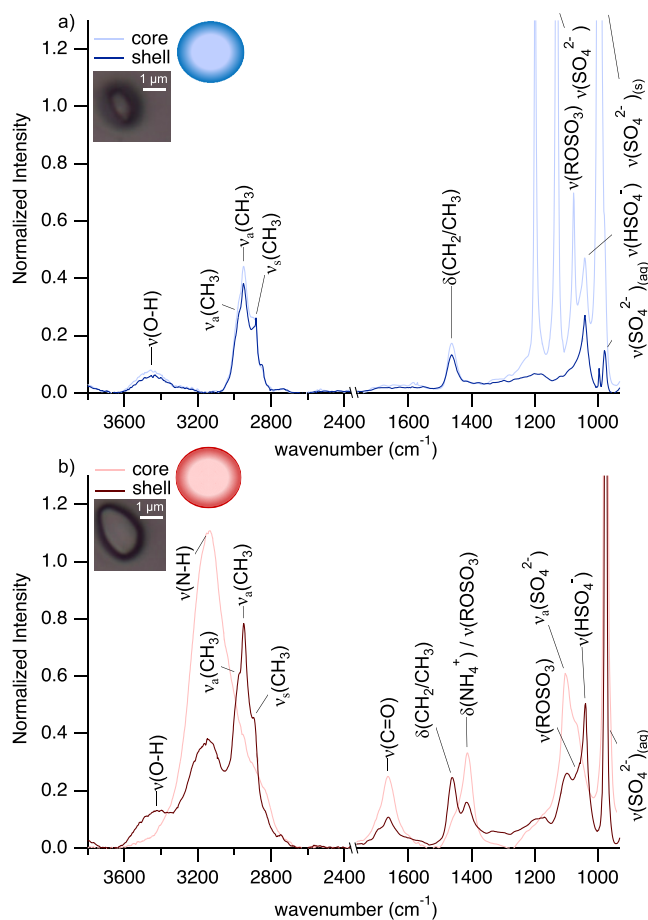 a)
core
shell
1 µm
ν(SO₄²⁻)
ν(ROSO₃)
ν(SO₄²⁻)₍ₛ₎
ν(HSO₄⁻)
ν(SO₄²⁻)₍aq₎
νₐ(CH₃)
νₐ(CH₃)
νₛ(CH₃)
δ(CH₂/CH₃)
ν(O-H)
Normalized Intensity
1.2
1.0
0.8
0.6
0.4
0.2
0.0
3600 3200 2800 2400 1600 1400 1200 1000
wavenumber (cm⁻¹)
b)
core
shell
1 µm
ν(N-H)
νₐ(CH₃)
νₐ(CH₃)
νₛ(CH₃)
ν(O-H)
ν(C=O)
δ(CH₂/CH₃)
δ(NH₄⁺) / ν(ROSO₃)
νₐ(SO₄²⁻)
ν(ROSO₃)
ν(HSO₄⁻)
ν(SO₄²⁻)₍aq₎
Normalized Intensity
1.2
1.0
0.8
0.6
0.4
0.2
0.0
3600 3200 2800 2400 1600 1400 1200 1000
wavenumber (cm⁻¹)